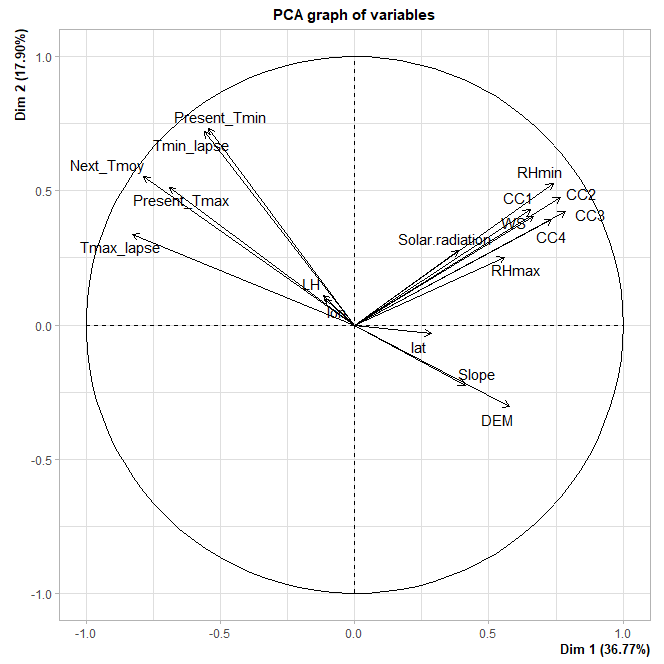 PCA graph of variables
Dim 2 (17.90%)
1.0
0.5
0.0
-0.5
-1.0
Present_Tmin
Tmin_lapse
Next_Tmoy
Present_Tmax
Tmax_lapse
LH
lon
RHmin
CC1
CC2
WS
CC3
CC4
Solar.radiation
RHmax
lat
Slope
DEM
-1.0
-0.5
0.0
0.5
1.0
Dim 1 (36.77%)